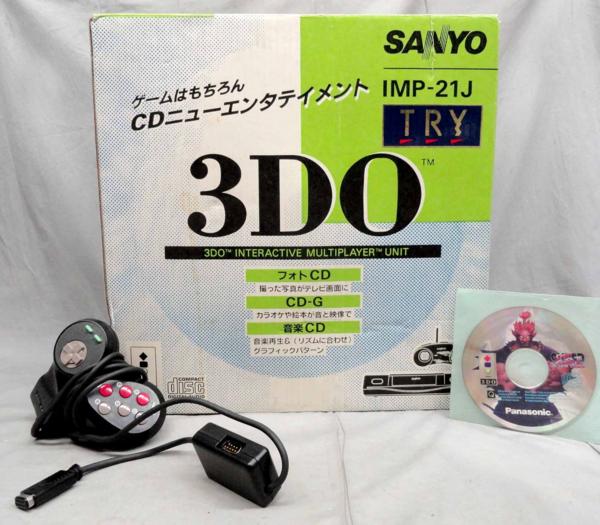 SANYO
IMP-21J
TRY
ゲームはもちろん
CDニューエンタテイメント
3DO™
3DO™ INTERACTIVE MULTIPLAYER™ UNIT
フォトCD
撮った写真がテレビ画面に
CD-G
カラオケや絵本が音と映像で
音楽CD
音楽再生&(リズムに合わせ)
グラフィックパターン
COMPACT
disc
DIGITAL AUDIO
3DO
Panasonic